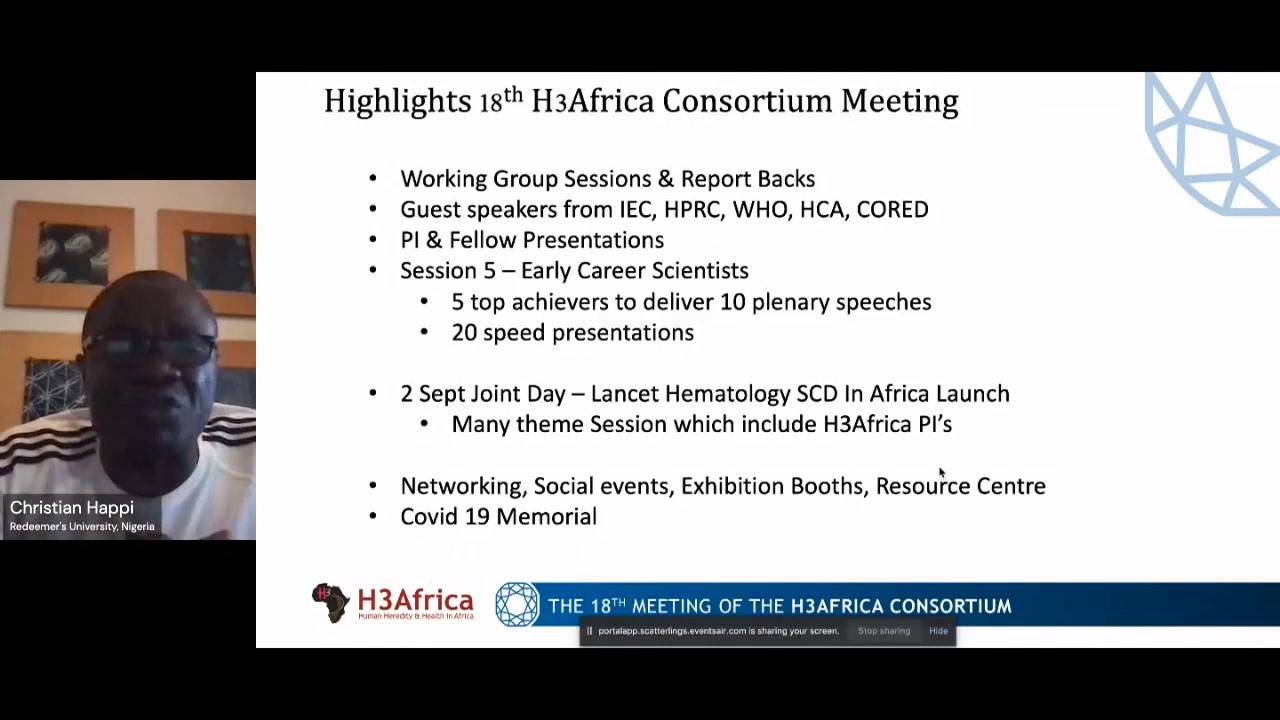 Highlights 18th H3Africa Consortium Meeting
• Working Group Sessions & Report Backs
• Guest speakers from IEC, HPRC, WHO, HCA, CORED
• PI & Fellow Presentations
• Session 5 – Early Career Scientists
• 5 top achievers to deliver 10 plenary speeches
• 20 speed presentations
• 2 Sept Joint Day – Lancet Hematology SCD In Africa Launch
• Many theme Session which include H3Africa PI's
• Networking, Social events, Exhibition Booths, Resource Centre
• Covid 19 Memorial
Christian Happi
Redeemer's University, Nigeria
H3
H3Africa
Human Heredity & Health in Africa
THE 18TH MEETING OF THE H3AFRICA CONSORTIUM
portalapp.scatterlings.eventsair.com is sharing your screen. Stop sharing Hide